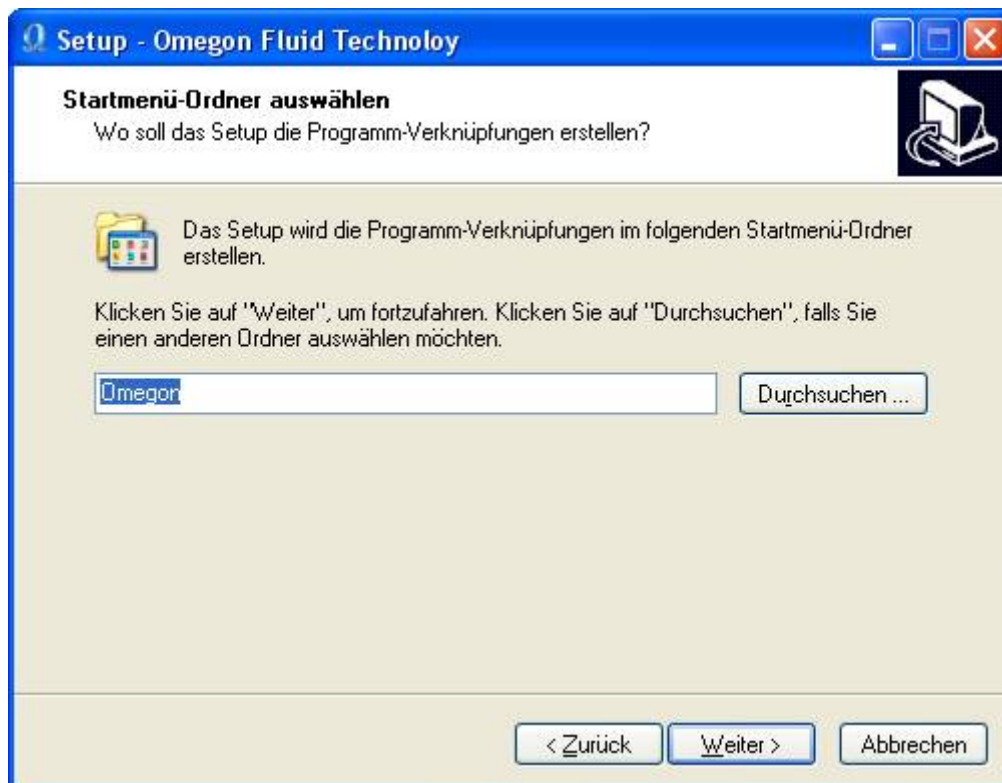 Setup - Omegon Fluid Technoloy
Startmenü-Ordner auswählen
Wo soll das Setup die Programm-Verknüpfungen erstellen?
Das Setup wird die Programm-Verknüpfungen im folgenden Startmenü-Ordner
erstellen.
Klicken Sie auf "Weiter", um fortzufahren. Klicken Sie auf "Durchsuchen", falls Sie
einen anderen Ordner auswählen möchten.
Omegon
Durchsuchen ...
< Zurück
Weiter >
Abbrechen